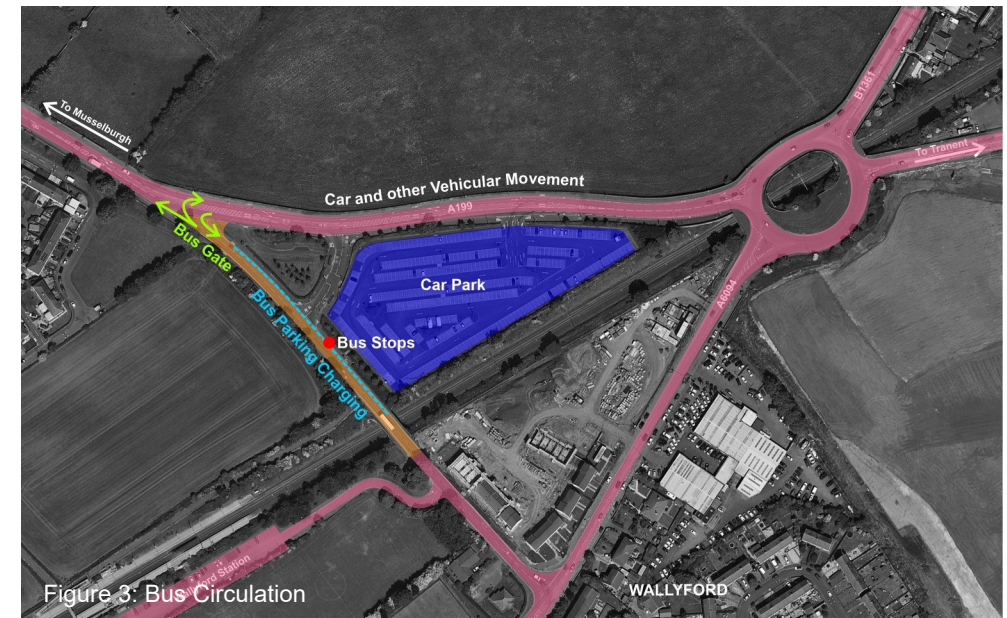 To Musselburgh
B1361
To Tranent
Car and other Vehicular Movement
A199
Bus Gate
Car Park
A6094
Bus Parking Charging
Bus Stops
Station
WALLYFORD
Figure 3: Bus Circulation